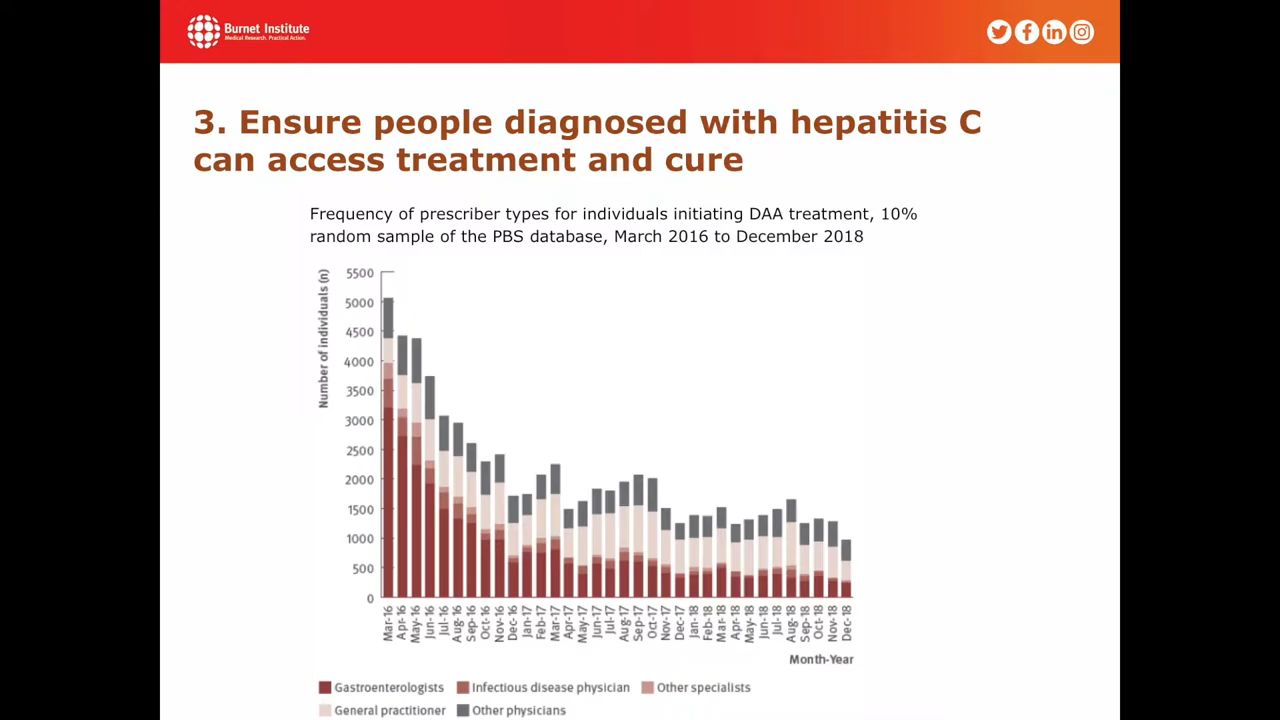 Burnet Institute
Medical Research. Practical Action.
3. Ensure people diagnosed with hepatitis C
can access treatment and cure
Frequency of prescriber types for individuals initiating DAA treatment, 10%
random sample of the PBS database, March 2016 to December 2018
Number of individuals (n)
5500
5000
4500
4000
3500
3000
2500
2000
1500
1000
500
0
Mar-16
Apr-16
May-16
Jun-16
Jul-16
Aug-16
Sep-16
Oct-16
Nov-16
Dec-16
Jan-17
Feb-17
Mar-17
Apr-17
May-17
Jun-17
Jul-17
Aug-17
Sep-17
Oct-17
Nov-17
Dec-17
Jan-18
Feb-18
Mar-18
Apr-18
May-18
Jun-18
Jul-18
Aug-18
Sep-18
Oct-18
Nov-18
Dec-18
Month-Year
Gastroenterologists Infectious disease physician Other specialists
General practitioner Other physicians